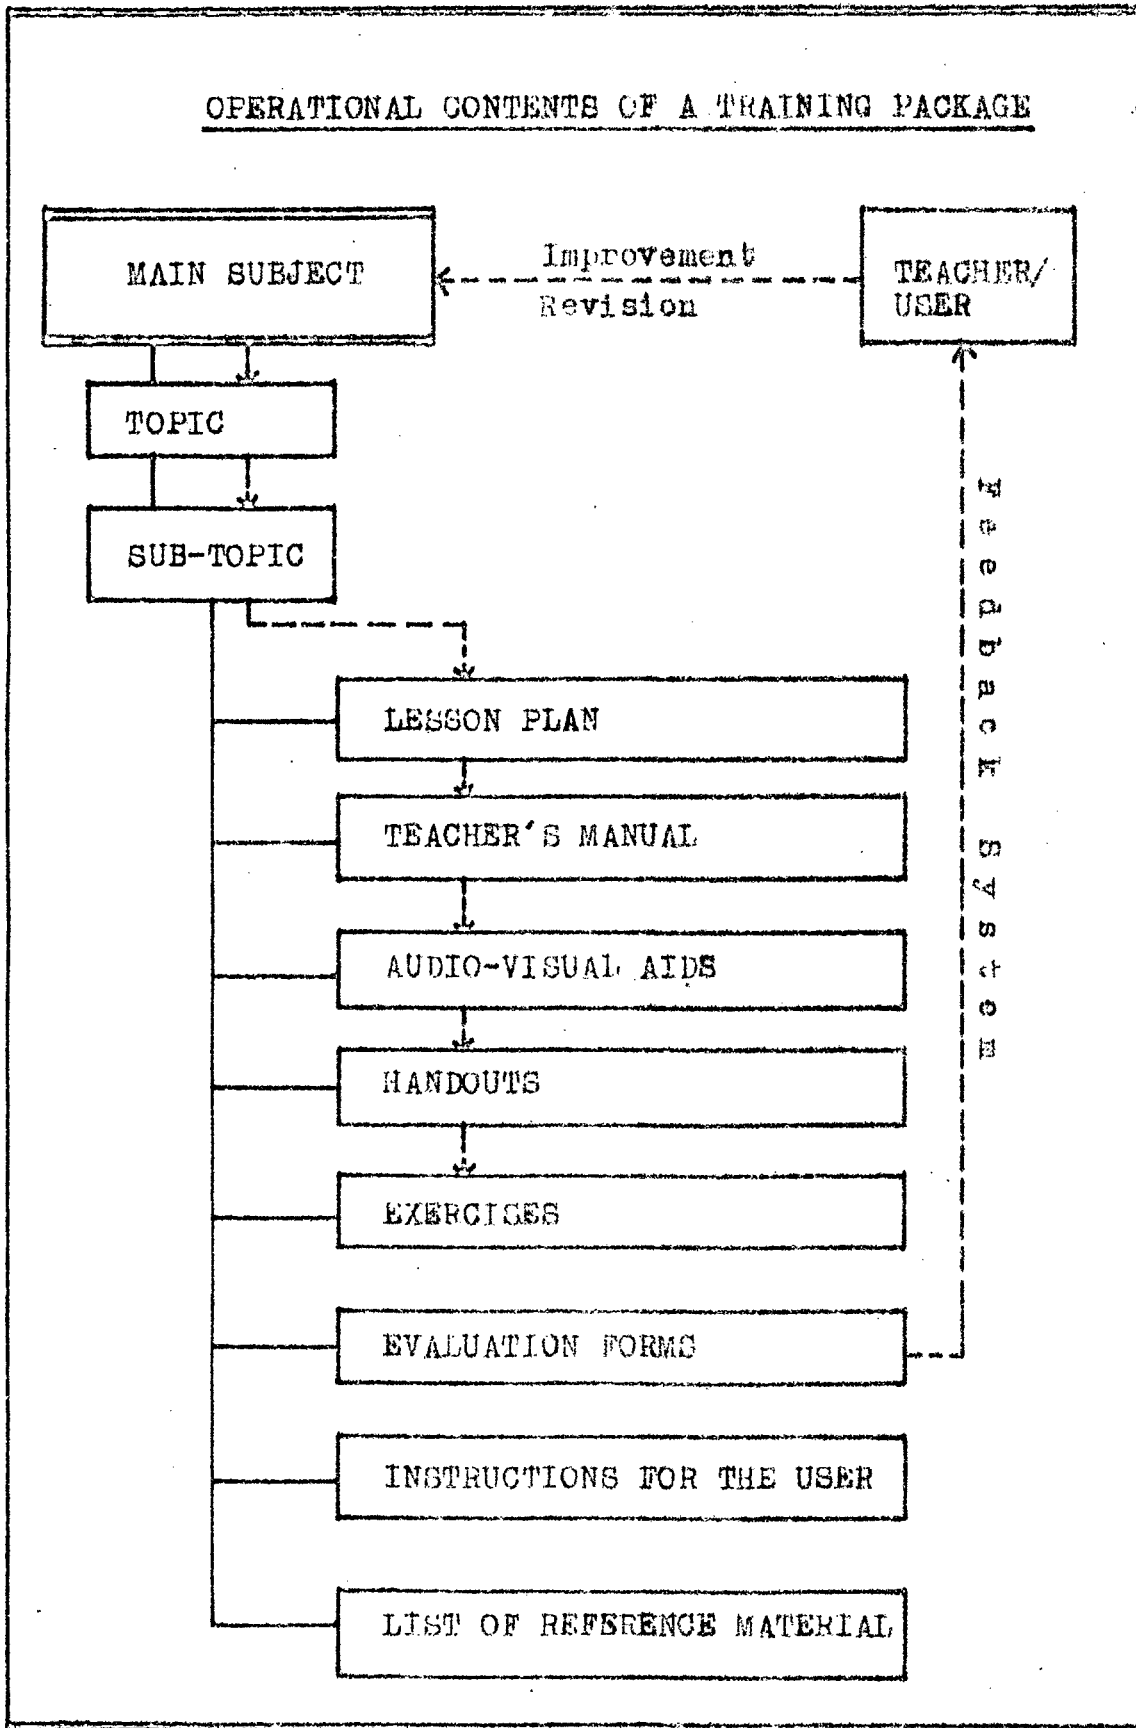 OPERATIONAL CONTENTS OF A TRAINING PACKAGE
MAIN SUBJECT
Improvement
Revision
TEACHER/
USER
TOPIC
SUB-TOPIC
Feedback System
LESSON PLAN
TEACHER'S MANUAL
AUDIO-VISUAL AIDS
HANDOUTS
EXERCISES
EVALUATION FORMS
INSTRUCTIONS FOR THE USER
LIST OF REFERENCE MATERIAL